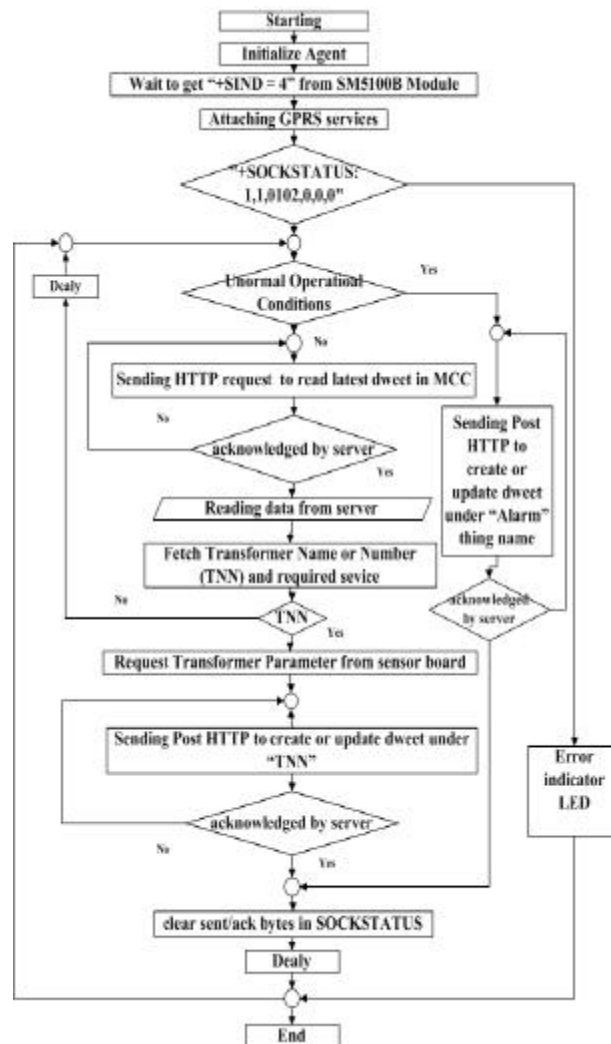 Starting
Initialize Agent
Wait to get “+SIND = 4” from SM5100B Module
Attaching GPRS services
“+SOCKSTATUS:
1,1,0102,0,0,0”
Dealy
Unormal Operational
Conditions
Yes
No
Sending HTTP request to read latest dweet in MCC
No
acknowledged by server
Yes
Sending Post
HTTP to
create or
update dweet
under “Alarm”
thing name
Reading data from server
Fetch Transformer Name or Number
(TNN) and required sevice
acknowledged
by server
No
TNN
Yes
Request Transformer Parameter from sensor board
Sending Post HTTP to create or update dweet under
“TNN”
Error
indicator
LED
acknowledged by server
No
Yes
clear sent/ack bytes in SOCKSTATUS
Dealy
End